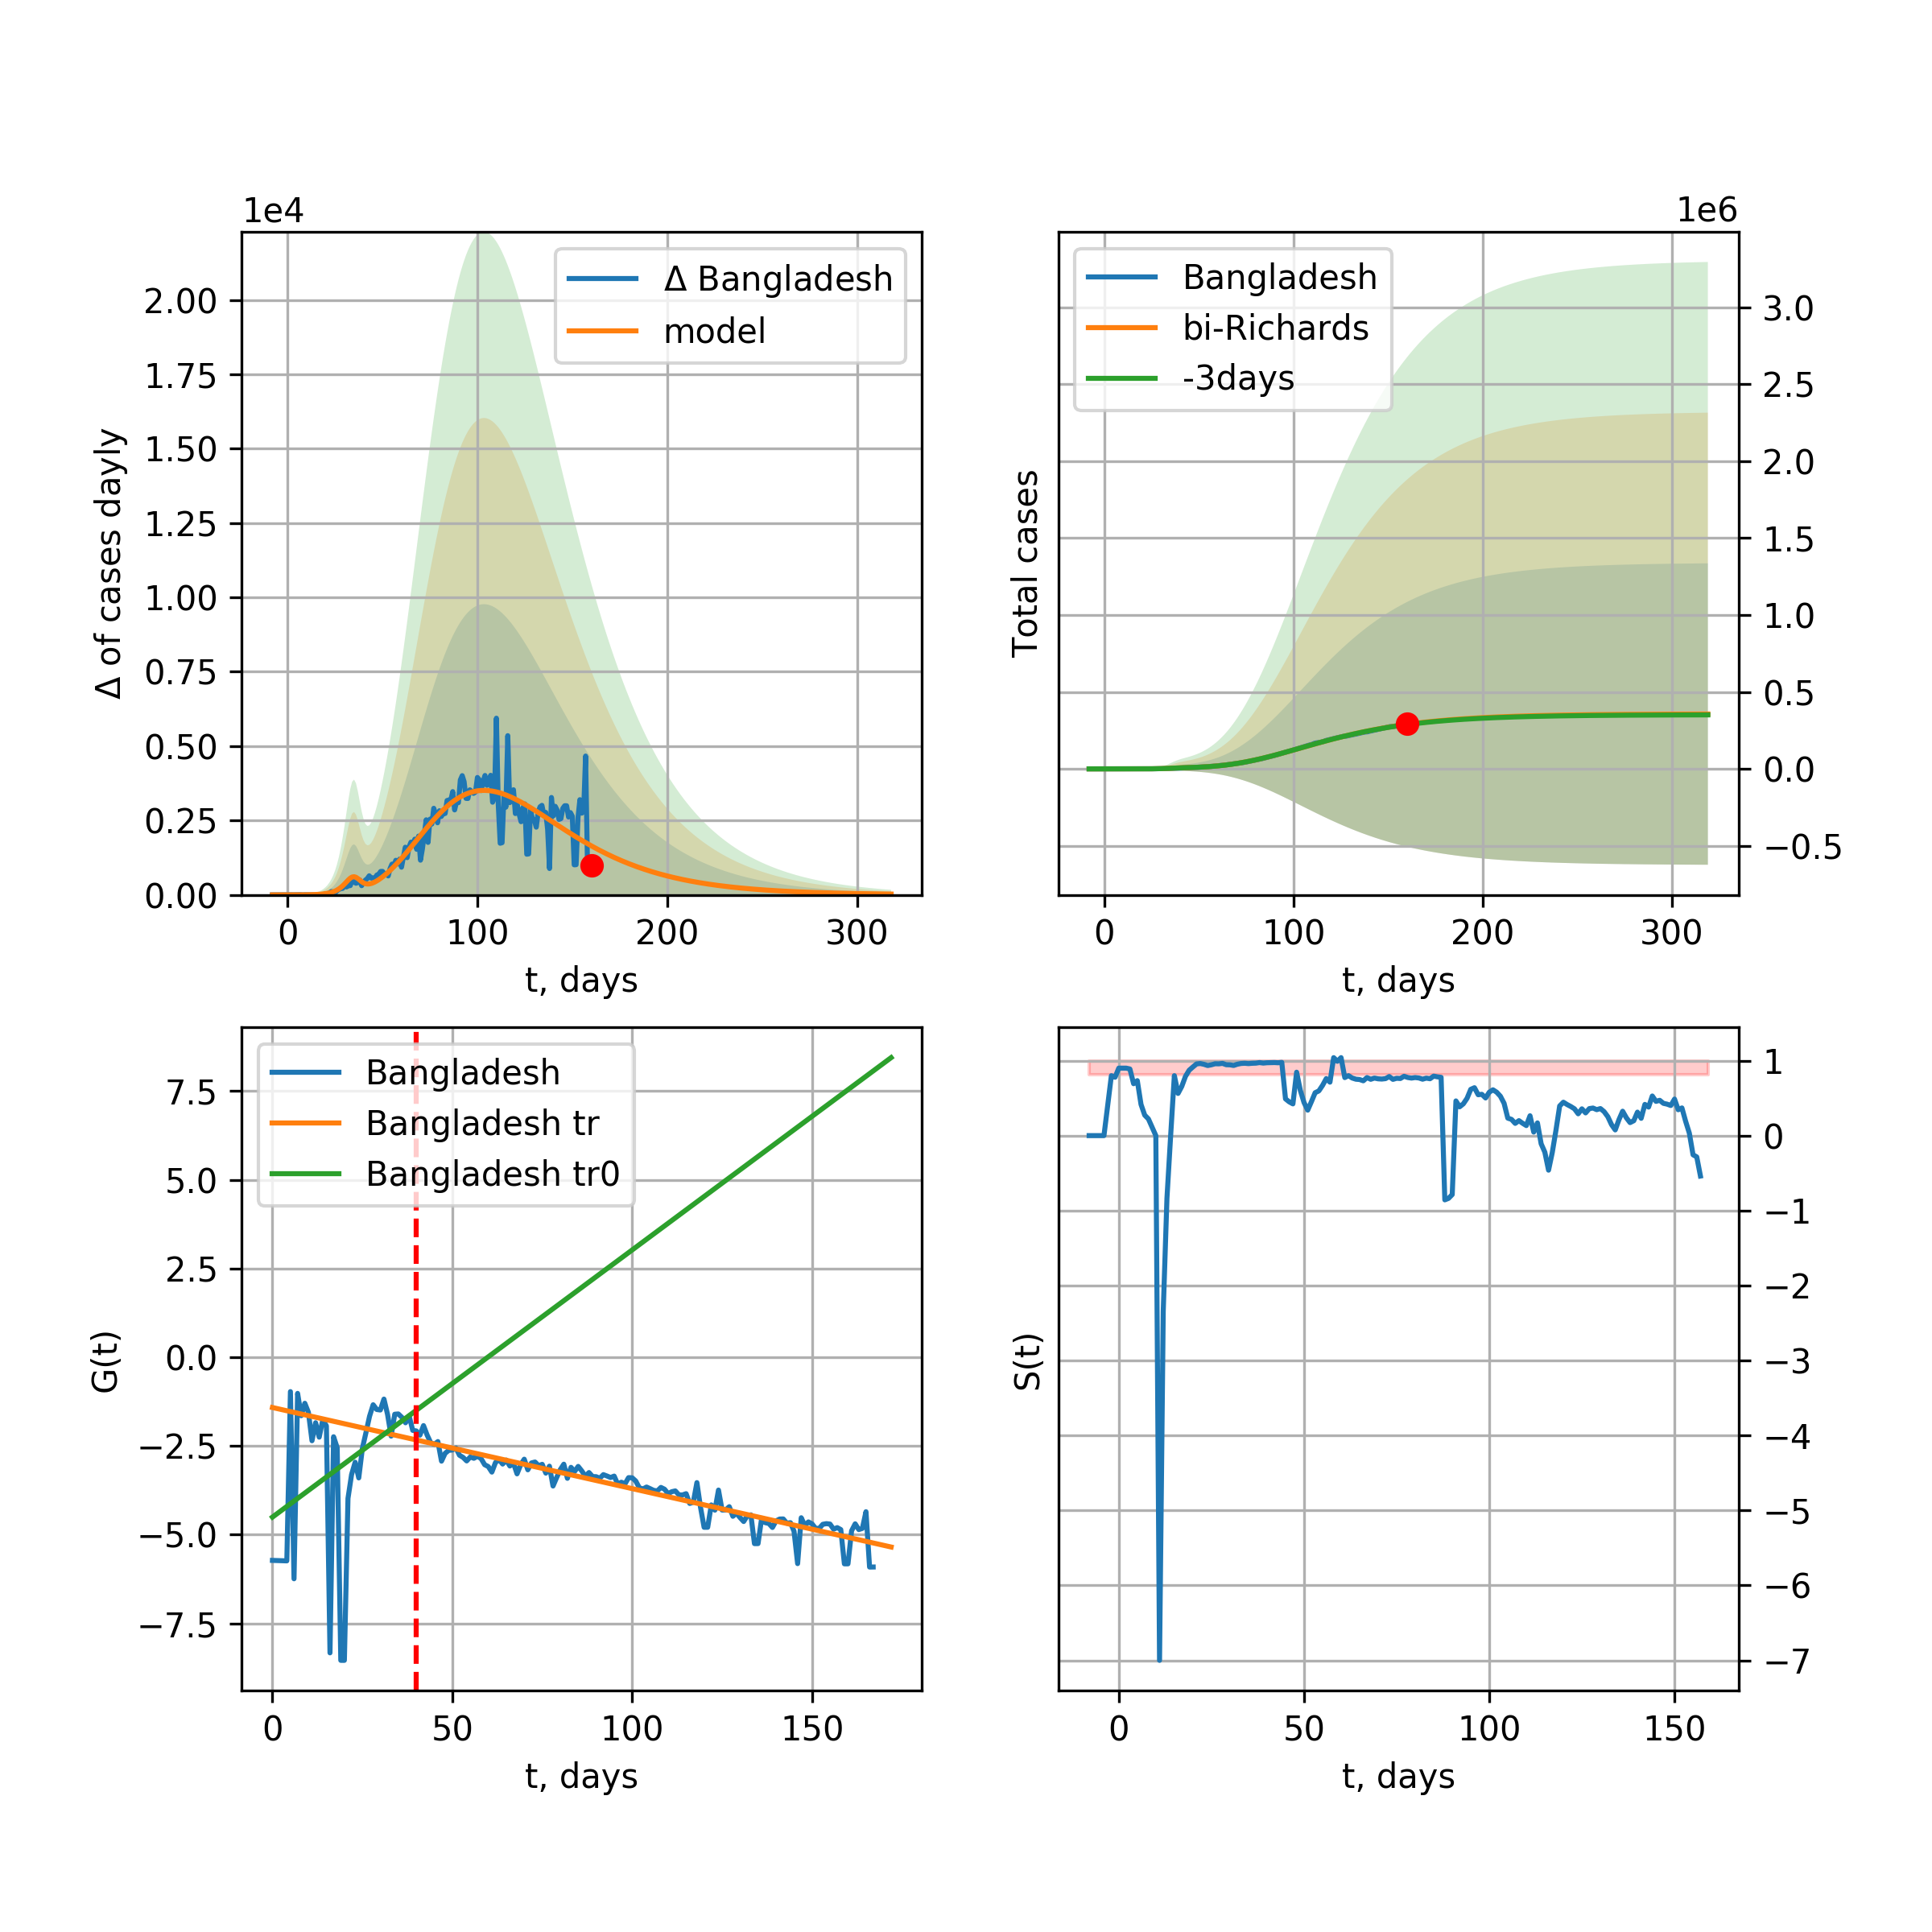 1e4
Δ Bangladesh
model
2.00
1.75
1.50
1.25
1.00
0.75
0.50
0.25
0.00
Δ of cases dayly
0 100 200 300
t, days
1e6
Bangladesh
bi-Richards
-3days
3.0
2.5
2.0
1.5
1.0
0.5
0.0
−0.5
Total cases
0 100 200 300
t, days
Bangladesh
Bangladesh tr
Bangladesh tr0
7.5
5.0
2.5
0.0
−2.5
−5.0
−7.5
G(t)
0 50 100 150
t, days
1
0
−1
−2
−3
−4
−5
−6
−7
S(t)
0 50 100 150
t, days